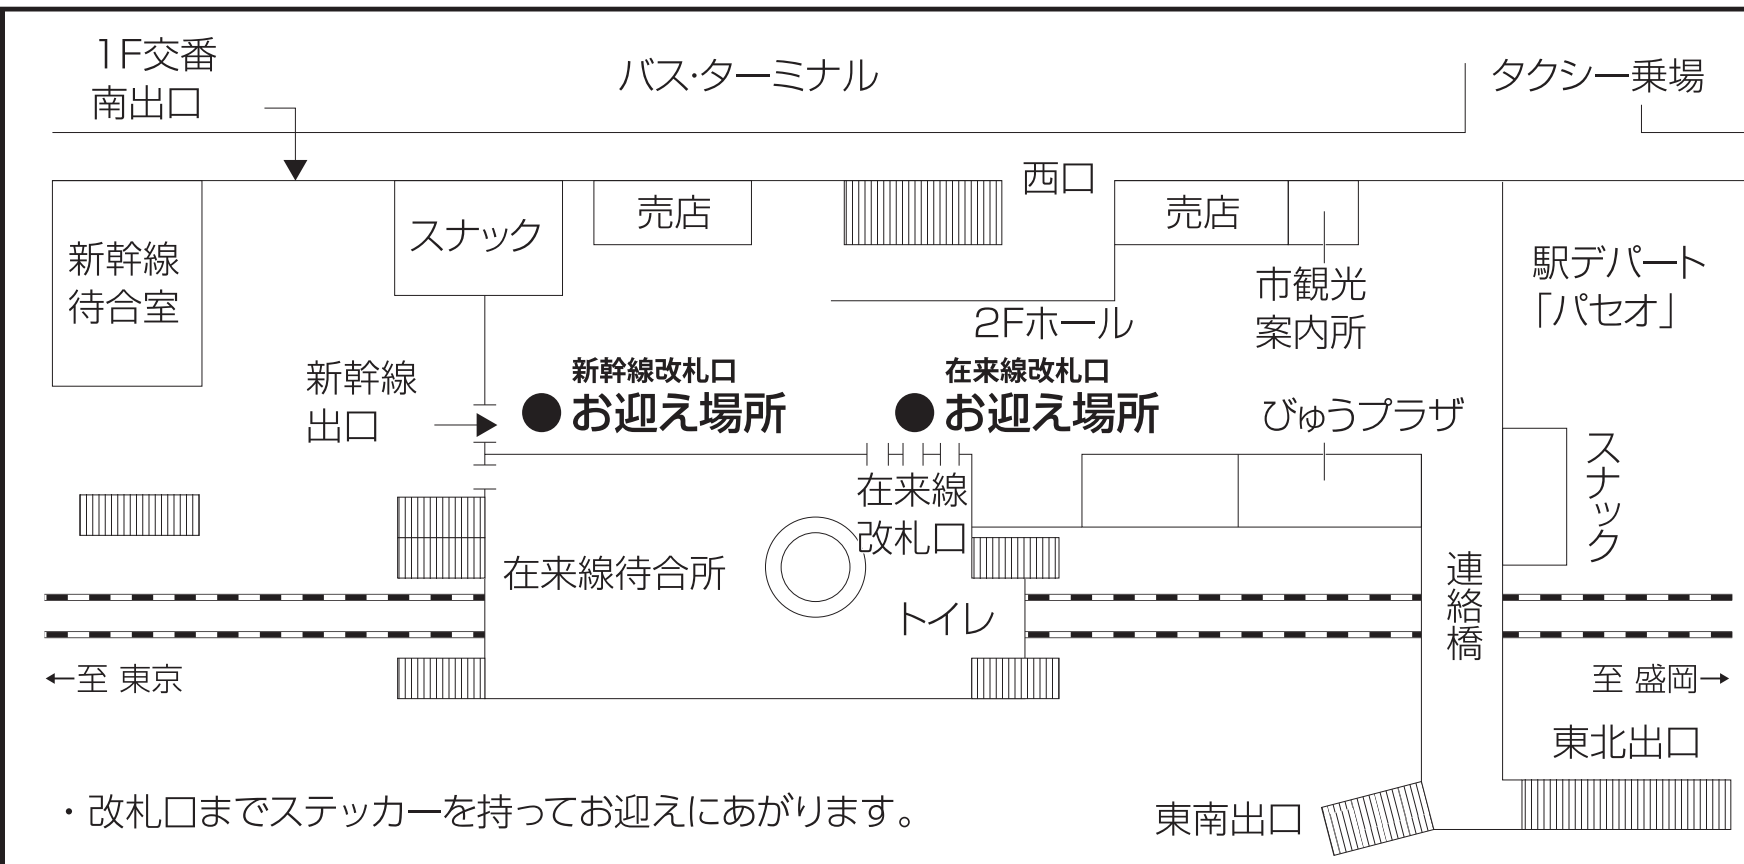 1F交番
南出口
バス・ターミナル
タクシー乗場
西口
新幹線
待合室
スナック
売店
売店
市観光
案内所
駅デパート
「パセオ」
2Fホール
新幹線
出口
新幹線改札口
●お迎え場所
在来線改札口
●お迎え場所
びゅうプラザ
スナック
在来線
改札口
在来線待合所
トイレ
連絡橋
←至 東京
至 盛岡→
東北出口
東南出口
・改札口までステッカーを持ってお迎えにあがります。